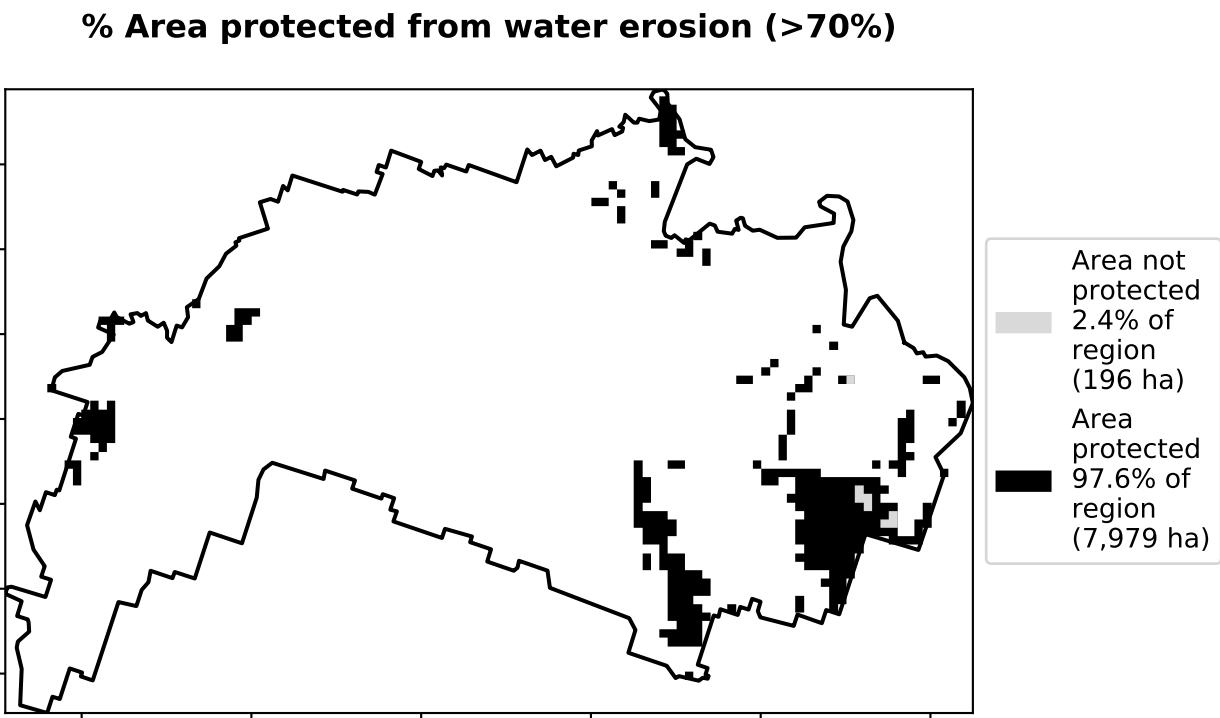 % Area protected from water erosion (>70%)
Area not
protected
2.4% of
region
(196 ha)
Area
protected
97.6% of
region
(7,979 ha)